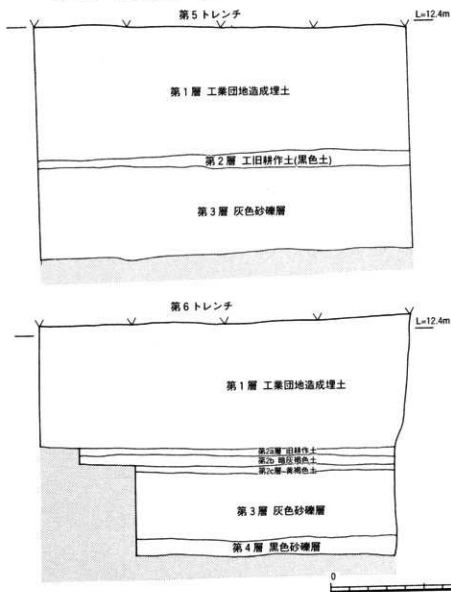 第5トレンチ
L=12.4m
第1層 工業団地造成埋土
第2層 工旧耕作土(黒色土)
第3層 灰色砂礫層
第6トレンチ
L=12.4m
第1層 工業団地造成埋土
第2a層 旧耕作土
第2b 暗灰褐色土
第2c層~黄褐色土
第3層 灰色砂礫層
第4層 黒色砂礫層
0